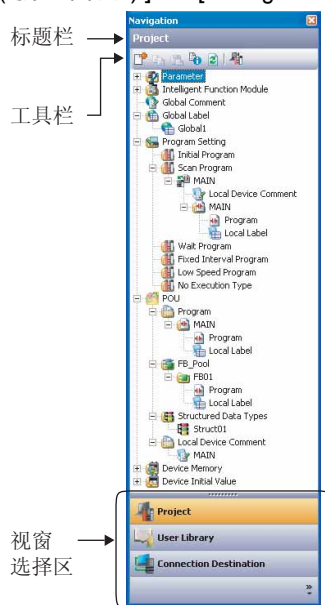 Navigation
标题栏
Project
工具栏
Parameter
Intelligent Function Module
Global Comment
Global Label
Global1
Program Setting
Initial Program
Scan Program
MAIN
Local Device Comment
MAIN
Program
Local Label
Wait Program
Fixed Interval Program
Low Speed Program
No Execution Type
POU
Program
MAIN
Program
Local Label
FB_Pool
FB01
Program
Local Label
Structured Data Types
Struct01
Local Device Comment
MAIN
Device Memory
Device Initial Value
Project
视窗
选择区
User Library
Connection Destination